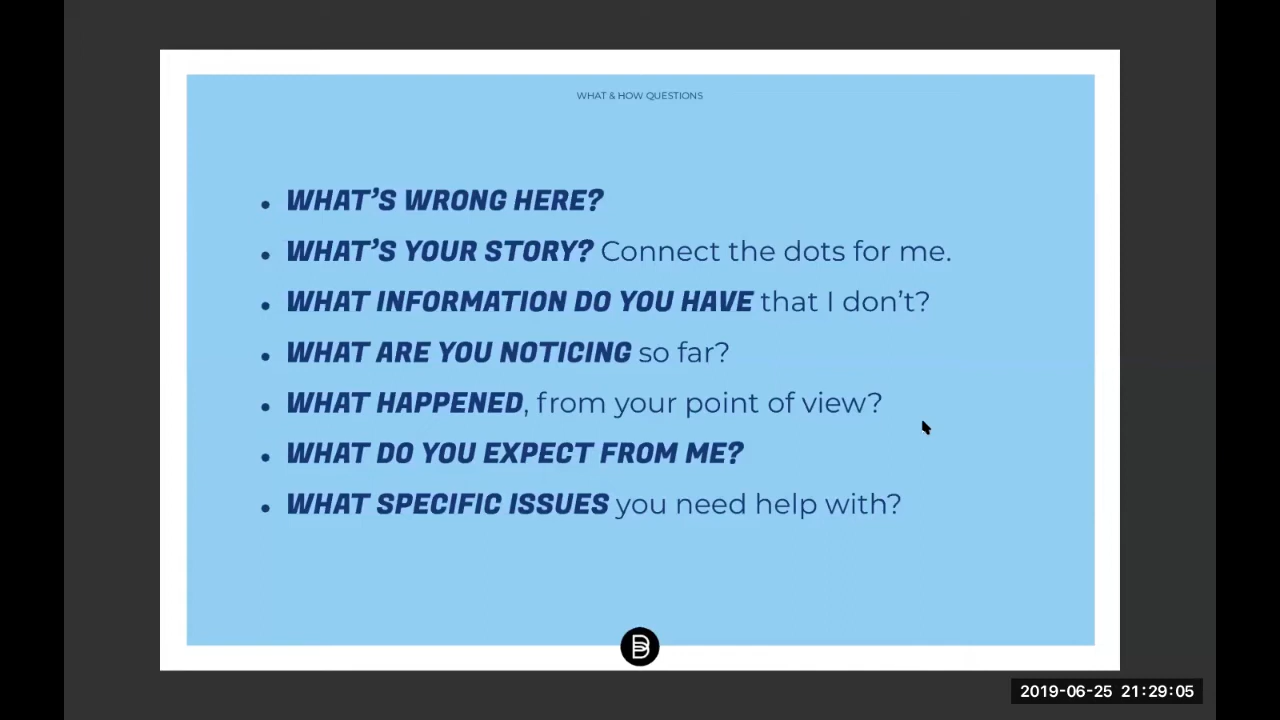 WHAT & HOW QUESTIONS
• WHAT’S WRONG HERE?
• WHAT’S YOUR STORY? Connect the dots for me.
• WHAT INFORMATION DO YOU HAVE that I don’t?
• WHAT ARE YOU NOTICING so far?
• WHAT HAPPENED, from your point of view?
• WHAT DO YOU EXPECT FROM ME?
• WHAT SPECIFIC ISSUES you need help with?
B
2019-06-25 21:29:05